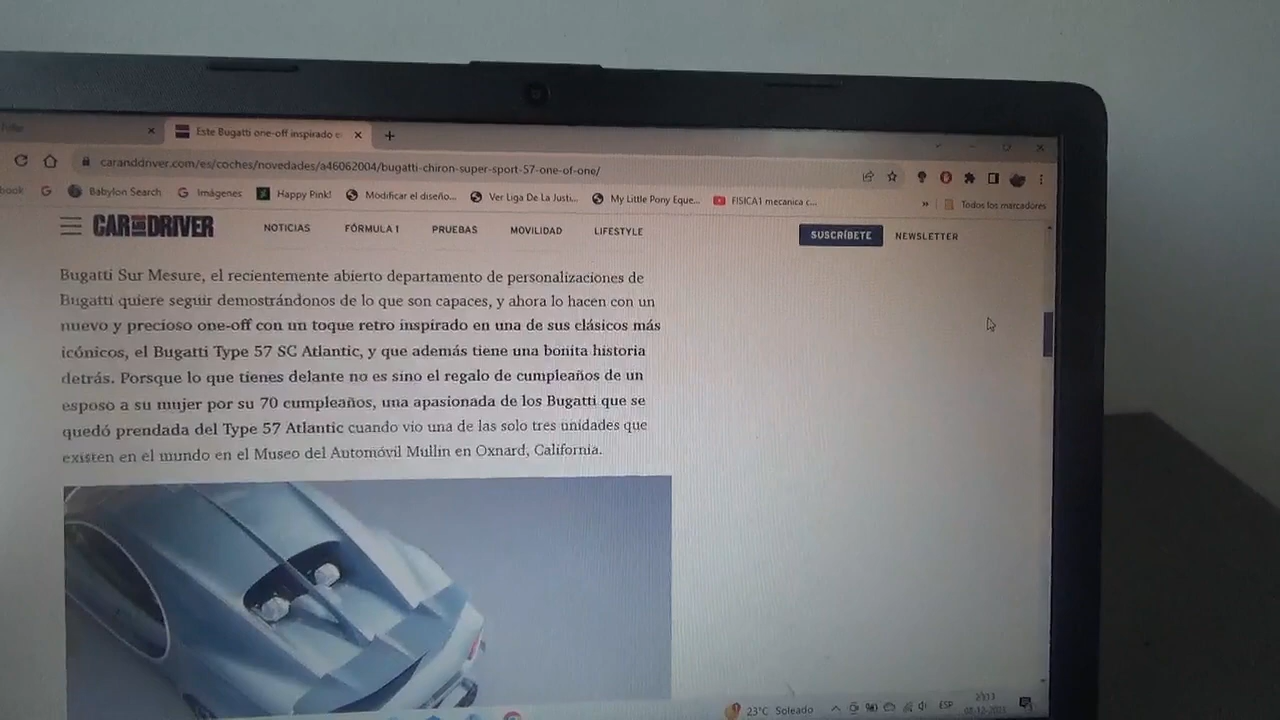 Este Bugatti one-off inspirado e
caranddriver.com/es/coches/novedades/a46062004/bugatti-chiron-super-sport-57-one-of-one/
book
Babylon Search
Imágenes
Happy Pink!
Modificar el diseño...
Ver Liga De La Justi...
My Little Pony Eque...
FISICA1 mecanica c...
»
Todos los marcadores
CAR AND DRIVER
NOTICIAS
FÓRMULA 1
PRUEBAS
MOVILIDAD
LIFESTYLE
SUSCRÍBETE
NEWSLETTER
Bugatti Sur Mesure, el recientemente abierto departamento de personalizaciones de
Bugatti quiere seguir demostrándonos de lo que son capaces, y ahora lo hacen con un
nuevo y precioso one-off con un toque retro inspirado en una de sus clásicos más
icónicos, el Bugatti Type 57 SC Atlantic, y que además tiene una bonita historia
detrás. Porsque lo que tienes delante no es sino el regalo de cumpleaños de un
esposo a su mujer por su 70 cumpleaños, una apasionada de los Bugatti que se
quedó prendada del Type 57 Atlantic cuando vio una de las solo tres unidades que
existen en el mundo en el Museo del Automóvil Mullin en Oxnard, California.
23°C Soleado
ESP